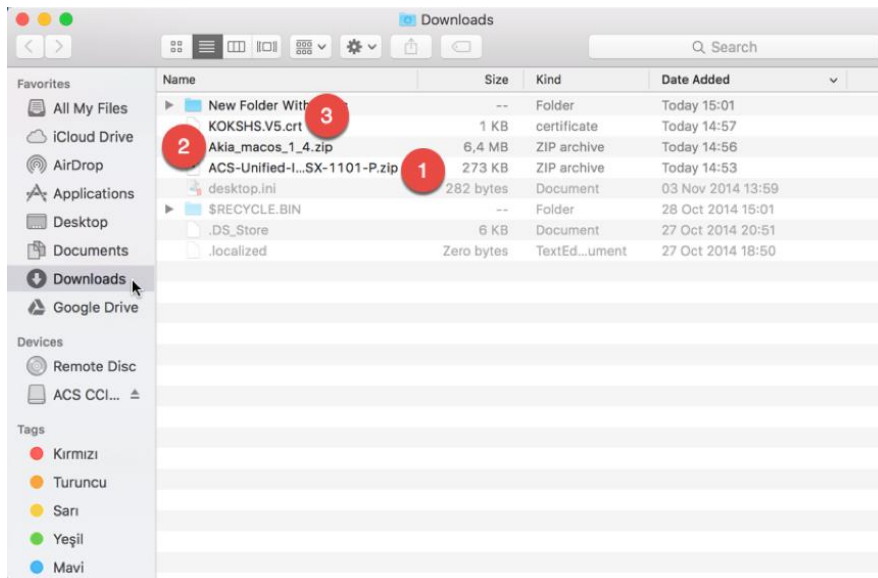 Downloads
Search
Favorites
All My Files
iCloud Drive
AirDrop
Applications
Desktop
Documents
Downloads
Google Drive
Devices
Remote Disc
ACS CCI...
Tags
Kırmızı
Turuncu
Sarı
Yeşil
Mavi
Name Size Kind Date Added
New Folder With -- Folder Today 15:01
3
KOKSHS.V5.crt 1 KB certificate Today 14:57
2
Akia_macos_1_4.zip 6,4 MB ZIP archive Today 14:56
ACS-Unified-I...SX-1101-P.zip 1 273 KB ZIP archive Today 14:53
desktop.ini 282 bytes Document 03 Nov 2014 13:59
$RECYCLE.BIN -- Folder 28 Oct 2014 15:01
.DS_Store 6 KB Document 27 Oct 2014 20:51
.localized Zero bytes TextEd...ument 27 Oct 2014 18:50